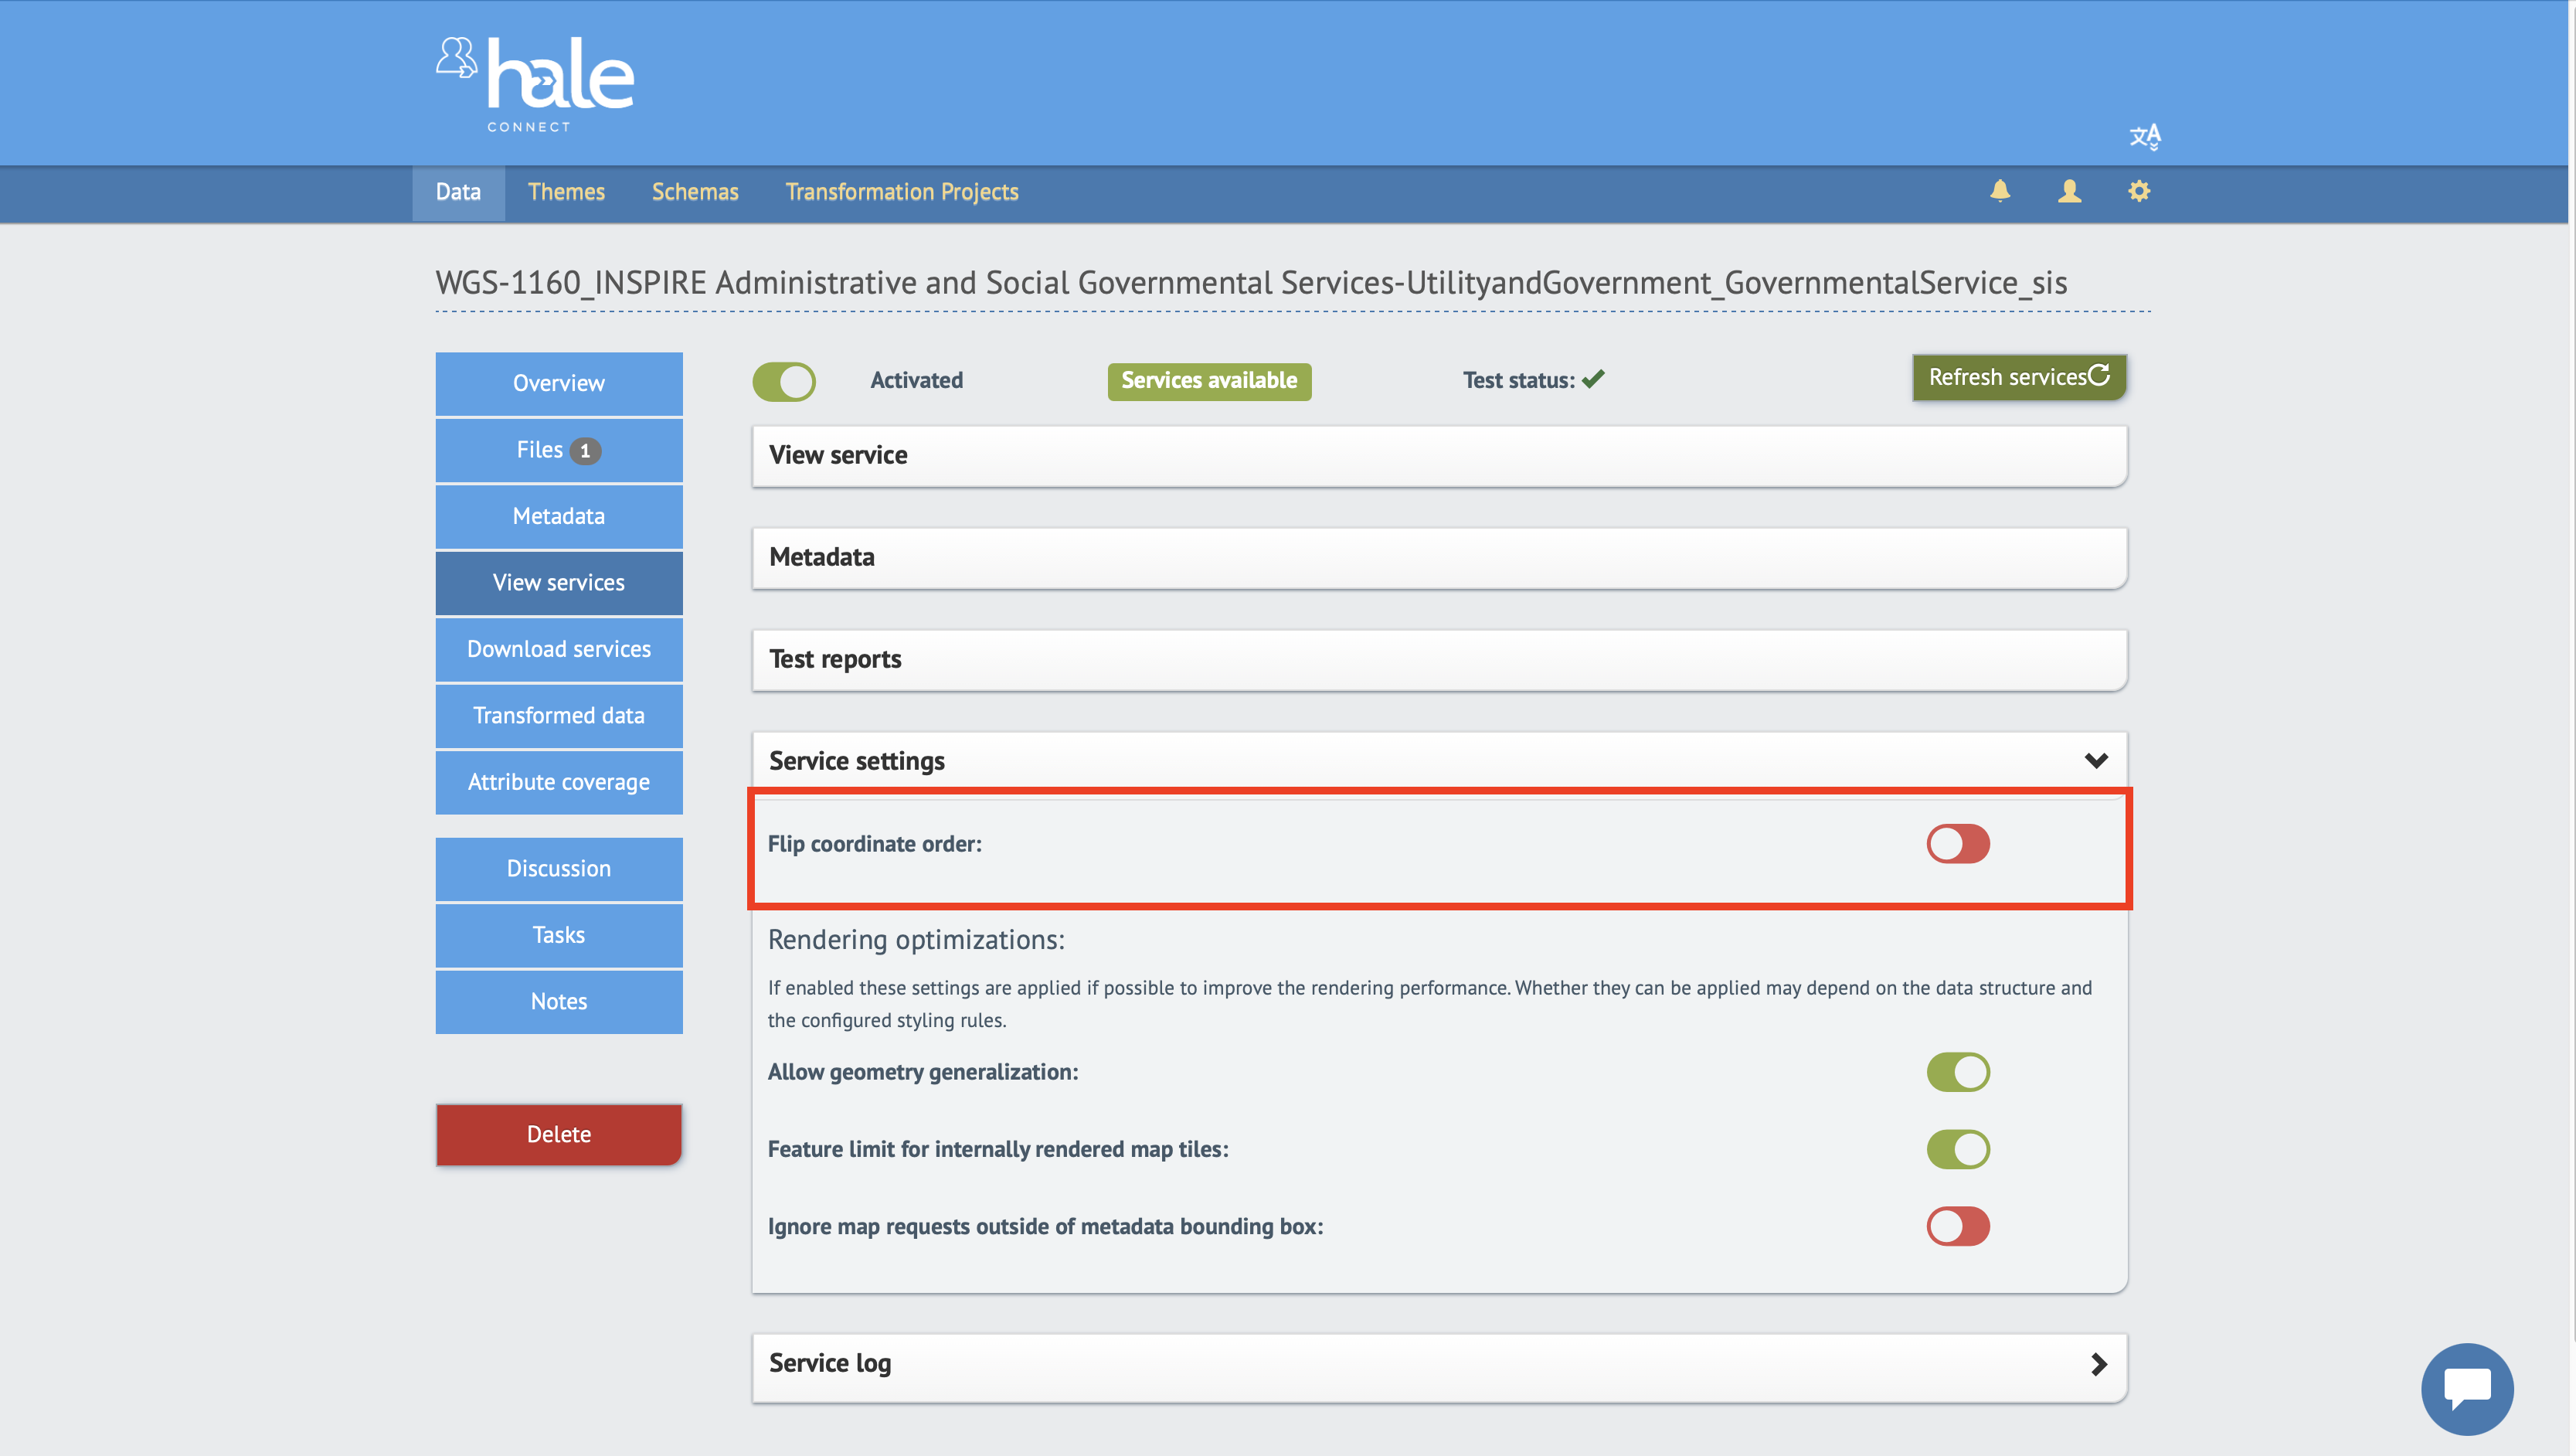 hale
CONNECT
文A
Data Themes Schemas Transformation Projects
WGS-1160_INSPIRE Administrative and Social Governmental Services-UtilityandGovernment_GovernmentalService_sis
Overview
Files 1
Metadata
View services
Download services
Transformed data
Attribute coverage
Discussion
Tasks
Notes
Delete
Activated Services available Test status: Refresh services
View service
Metadata
Test reports
Service settings
Flip coordinate order:
Rendering optimizations:
If enabled these settings are applied if possible to improve the rendering performance. Whether they can be applied may depend on the data structure and
the configured styling rules.
Allow geometry generalization:
Feature limit for internally rendered map tiles:
Ignore map requests outside of metadata bounding box:
Service log